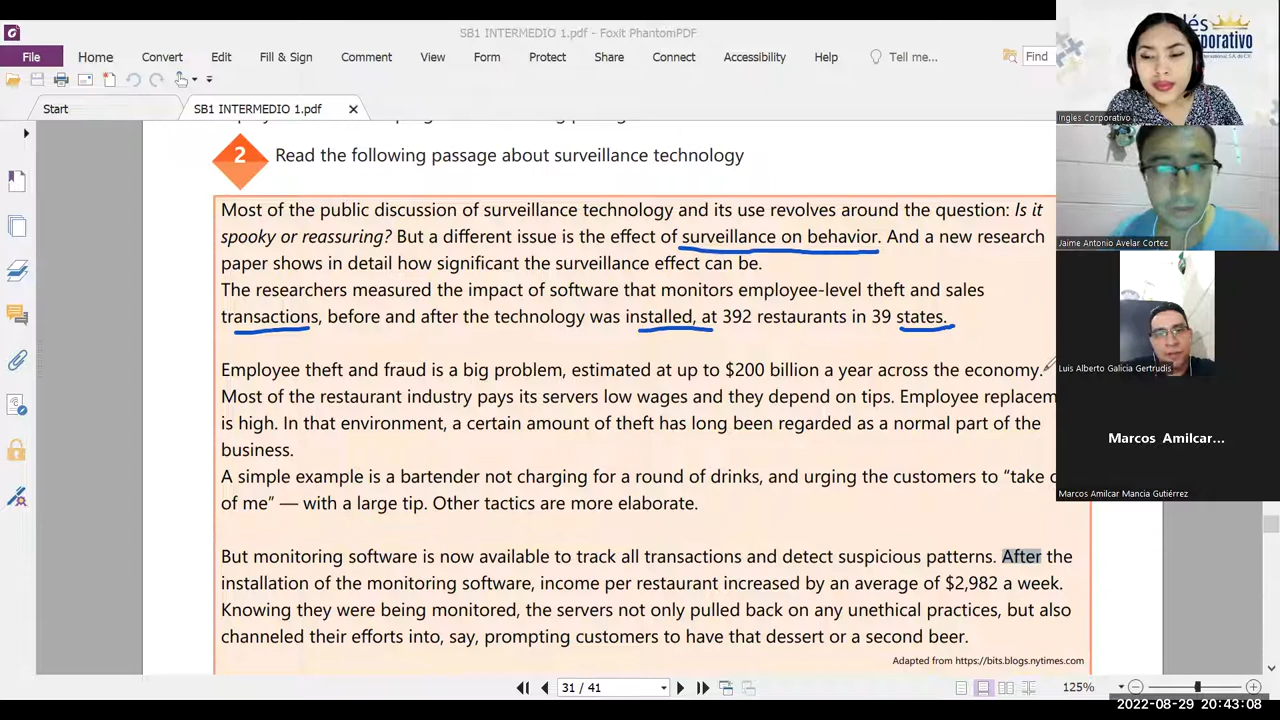 SB1 INTERMEDIO 1.pdf - Foxit PhantomPDF
File Home Convert Edit Fill & Sign Comment View Form Protect Share Connect Accessibility Help Tell me... Find
Start SB1 INTERMEDIO 1.pdf
2 Read the following passage about surveillance technology
Most of the public discussion of surveillance technology and its use revolves around the question: Is it
spooky or reassuring? But a different issue is the effect of surveillance on behavior. And a new research
paper shows in detail how significant the surveillance effect can be.
The researchers measured the impact of software that monitors employee-level theft and sales
transactions, before and after the technology was installed, at 392 restaurants in 39 states.
Employee theft and fraud is a big problem, estimated at up to $200 billion a year across the economy.
Most of the restaurant industry pays its servers low wages and they depend on tips. Employee replacem
is high. In that environment, a certain amount of theft has long been regarded as a normal part of the
business.
A simple example is a bartender not charging for a round of drinks, and urging the customers to “take
of me” — with a large tip. Other tactics are more elaborate.
But monitoring software is now available to track all transactions and detect suspicious patterns. After the
installation of the monitoring software, income per restaurant increased by an average of $2,982 a week.
Knowing they were being monitored, the servers not only pulled back on any unethical practices, but also
channeled their efforts into, say, prompting customers to have that dessert or a second beer.
Adapted from https://bits.blogs.nytimes.com
31 / 41
125%
lés
rporativo
Ingles Corporativo
Jaime Antonio Avelar Cortez
Luis Alberto Galicia Gertrudis
Marcos Amilcar...
Marcos Amilcar Mancia Gutiérrez
2022-08-29 20:43:08